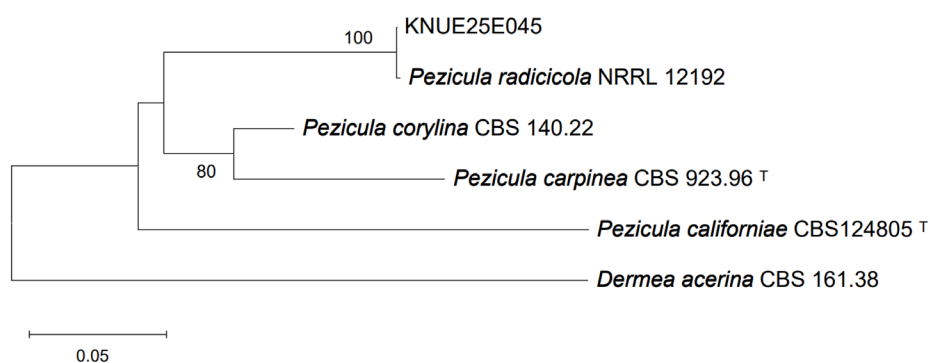 KNUE25E045
100
Pezicula radicicola NRRL 12192
Pezicula corylina CBS 140.22
80
Pezicula carpinea CBS 923.96 T
Pezicula californiae CBS124805 T
Dermea acerina CBS 161.38
0.05